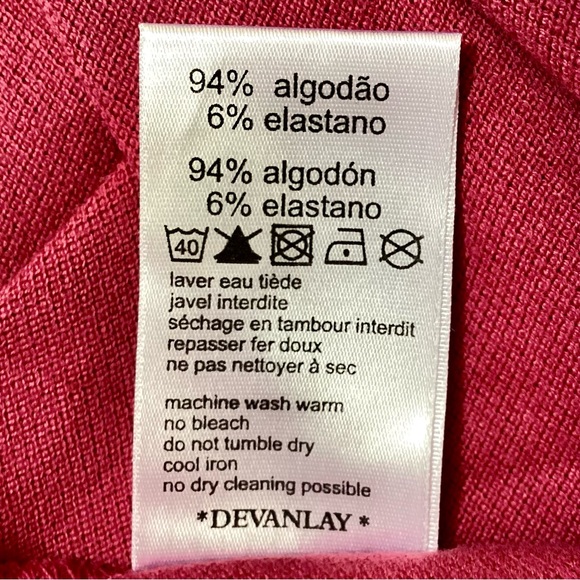 94% algodão
6% elastano
94% algodón
6% elastano
40
laver eau tiède
javel interdite
séchage en tambour interdit
repasser fer doux
ne pas nettoyer à sec
machine wash warm
no bleach
do not tumble dry
cool iron
no dry cleaning possible
*DEVANLAY *